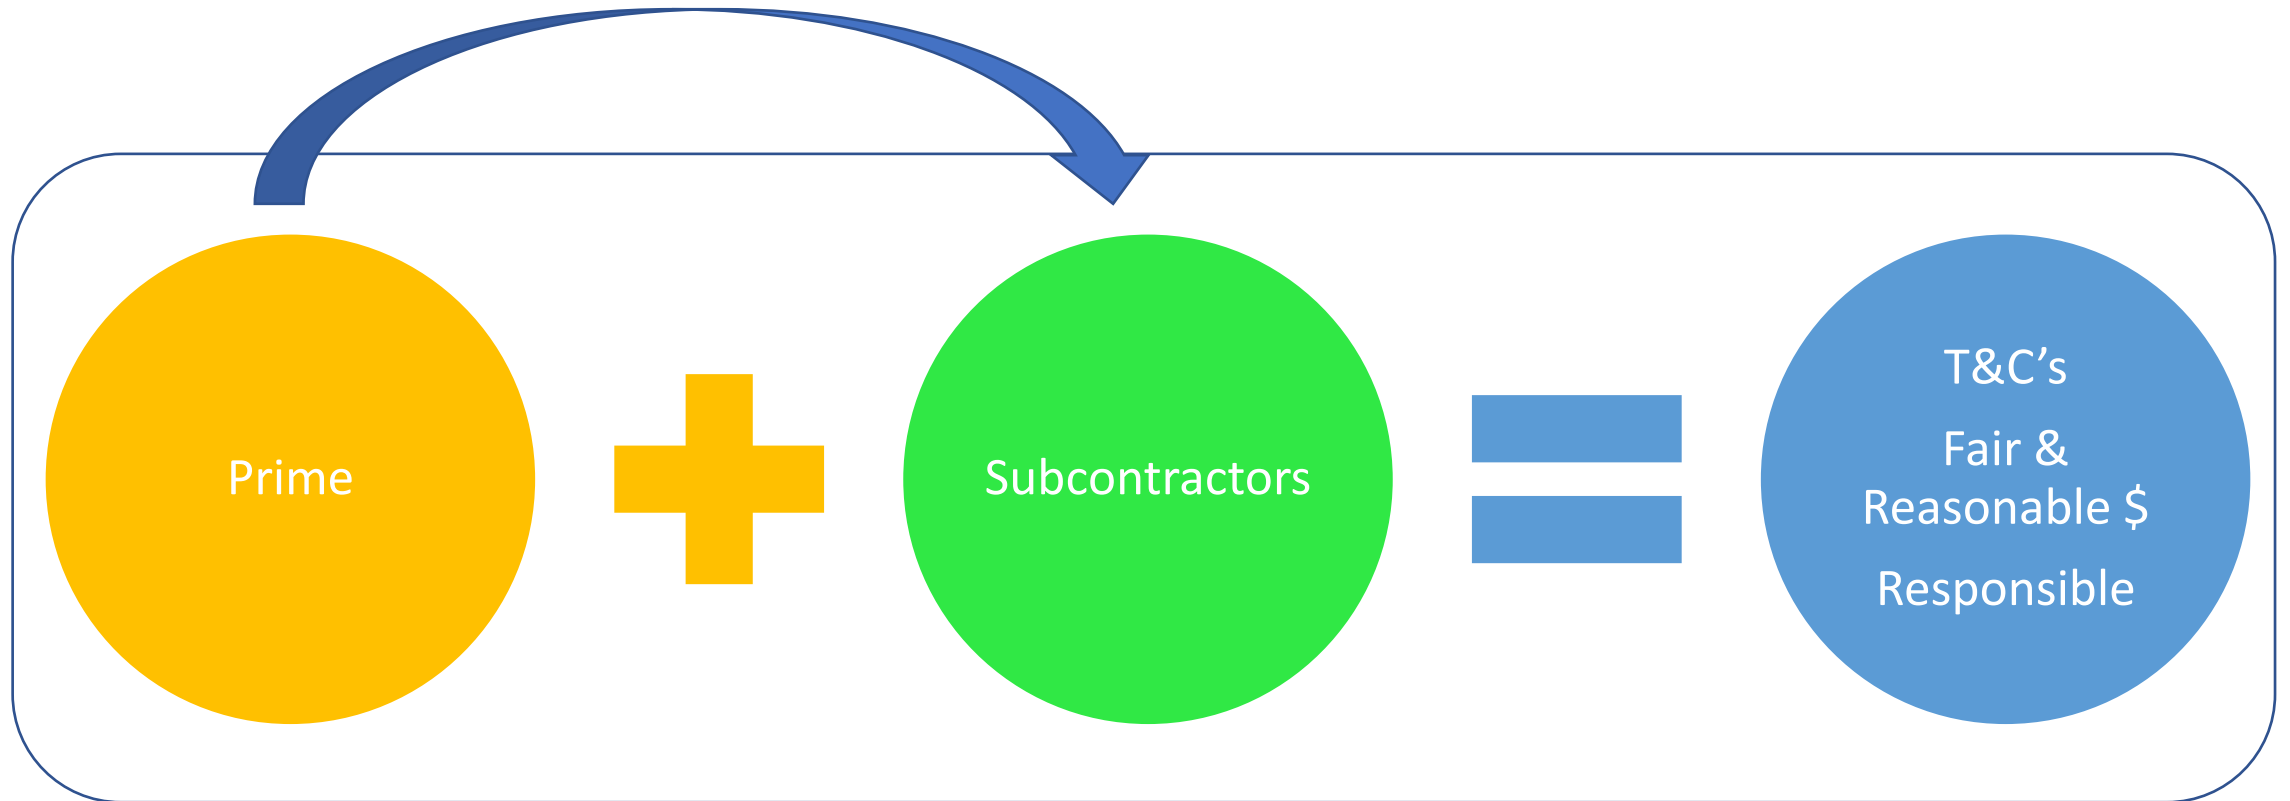 Prime
Subcontractors
T&C’s
Fair &
Reasonable $
Responsible